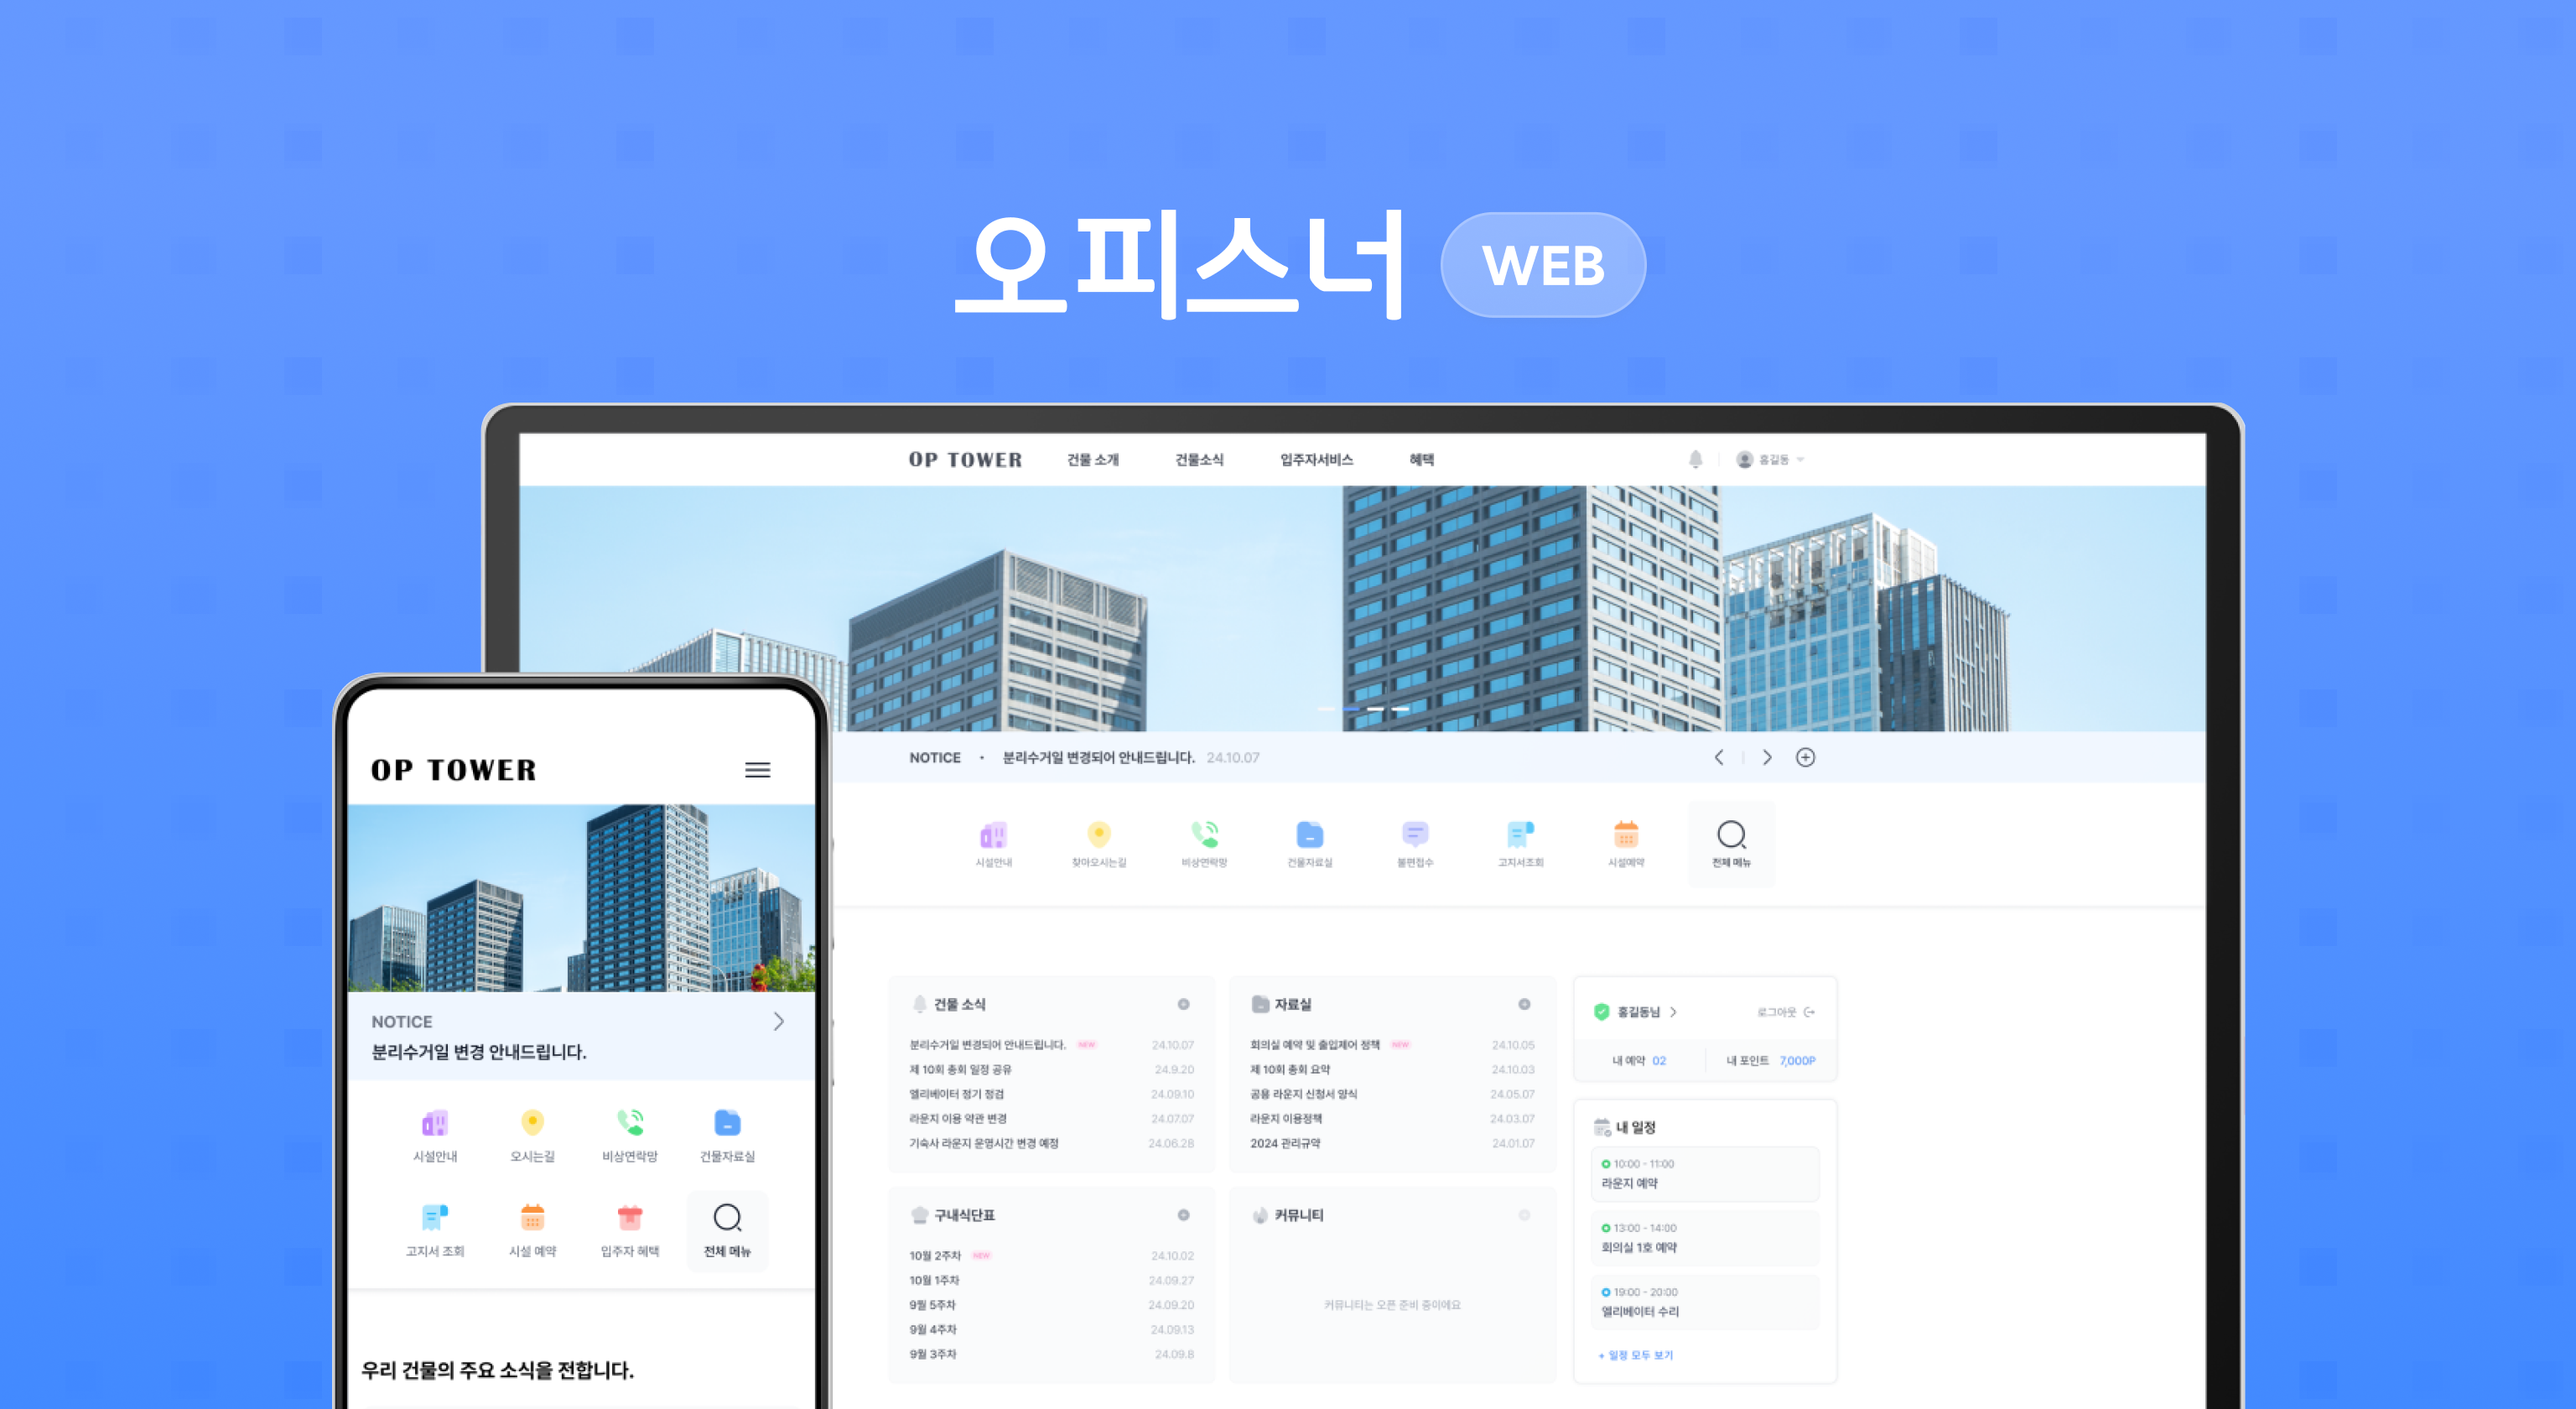 오피스너 WEB
OP TOWER 건물 소개 건물소식 입주자서비스 혜택 홍길동
NOTICE · 분리수거일 변경되어 안내드립니다. 24.10.07
시설안내 찾아오시는길 비상연락망 건물자료실 불편접수 고지서조회 시설예약 전체 메뉴
건물 소식
분리수거일 변경되어 안내드립니다. NEW 24.10.07
제 10회 총회 일정 공유 24.9.20
엘리베이터 정기 점검 24.09.10
라운지 이용 약관 변경 24.07.07
기숙사 라운지 운영시간 변경 예정 24.06.28
자료실
회의실 예약 및 출입제어 정책 NEW 24.10.05
제 10회 총회 요약 24.10.03
공용 라운지 신청서 양식 24.05.07
라운지 이용정책 24.03.07
2024 관리규약 24.01.07
홍길동님 로그아웃
내 예약 02 내 포인트 7,000P
내 일정
10:00 - 11:00
라운지 예약
13:00 - 14:00
회의실 1호 예약
19:00 - 20:00
엘리베이터 수리
+ 일정 모두 보기
구내식단표
10월 2주차 NEW 24.10.02
10월 1주차 24.09.27
9월 5주차 24.09.20
9월 4주차 24.09.13
9월 3주차 24.09.8
커뮤니티
커뮤니티는 오픈 준비 중이에요
OP TOWER
NOTICE
분리수거일 변경 안내드립니다.
시설안내 오시는길 비상연락망 건물자료실
고지서 조회 시설 예약 입주자 혜택 전체 메뉴
우리 건물의 주요 소식을 전합니다.